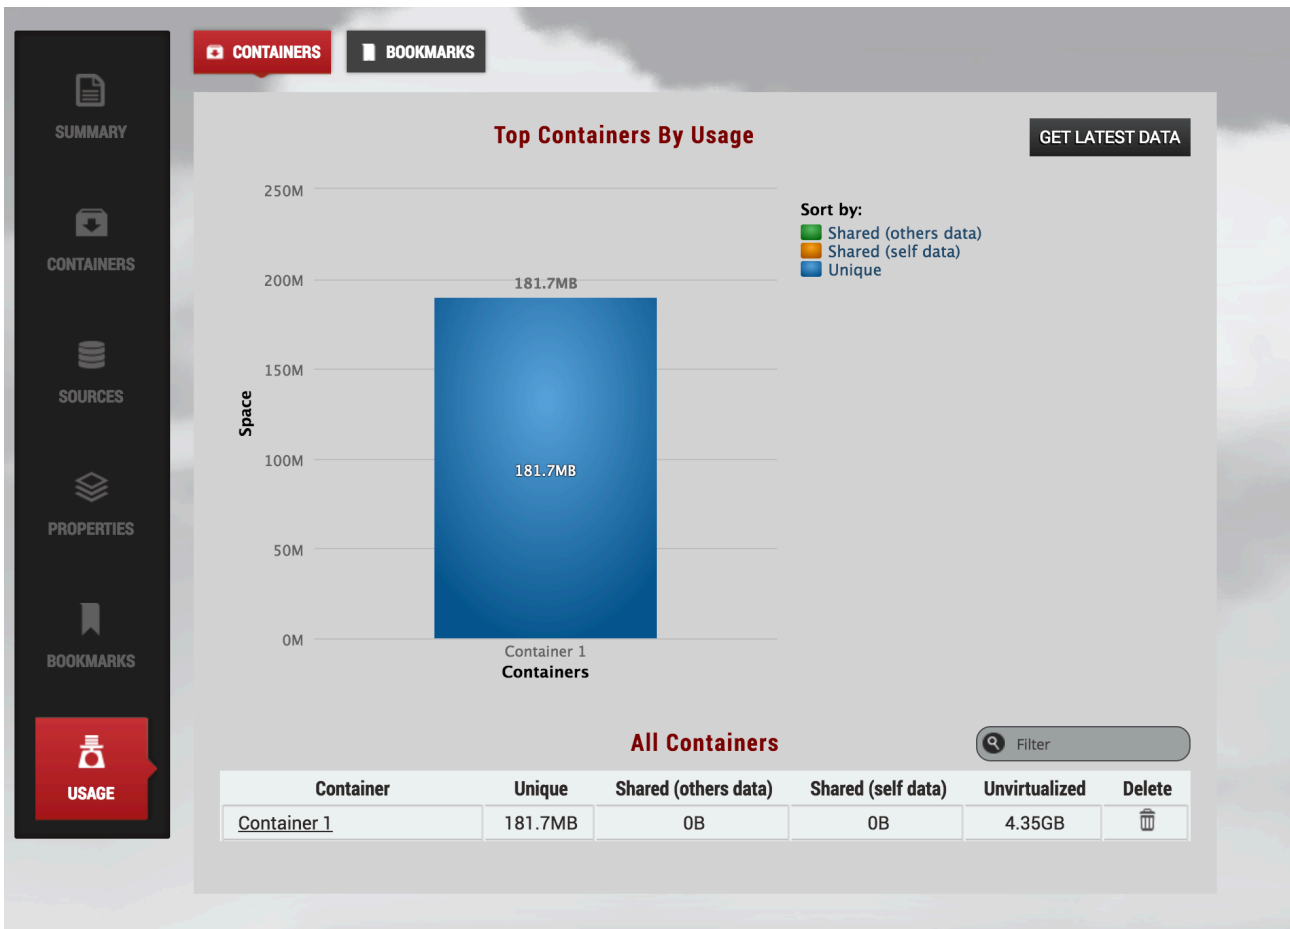 CONTAINERS
BOOKMARKS
SUMMARY
CONTAINERS
SOURCES
PROPERTIES
BOOKMARKS
USAGE
Top Containers By Usage
GET LATEST DATA
250M
200M
150M
100M
50M
0M
Space
181.7MB
181.7MB
Container 1
Containers
Sort by:
Shared (others data)
Shared (self data)
Unique
All Containers
Filter
Container Unique Shared (others data) Shared (self data) Unvirtualized Delete
Container 1 181.7MB 0B 0B 4.35GB